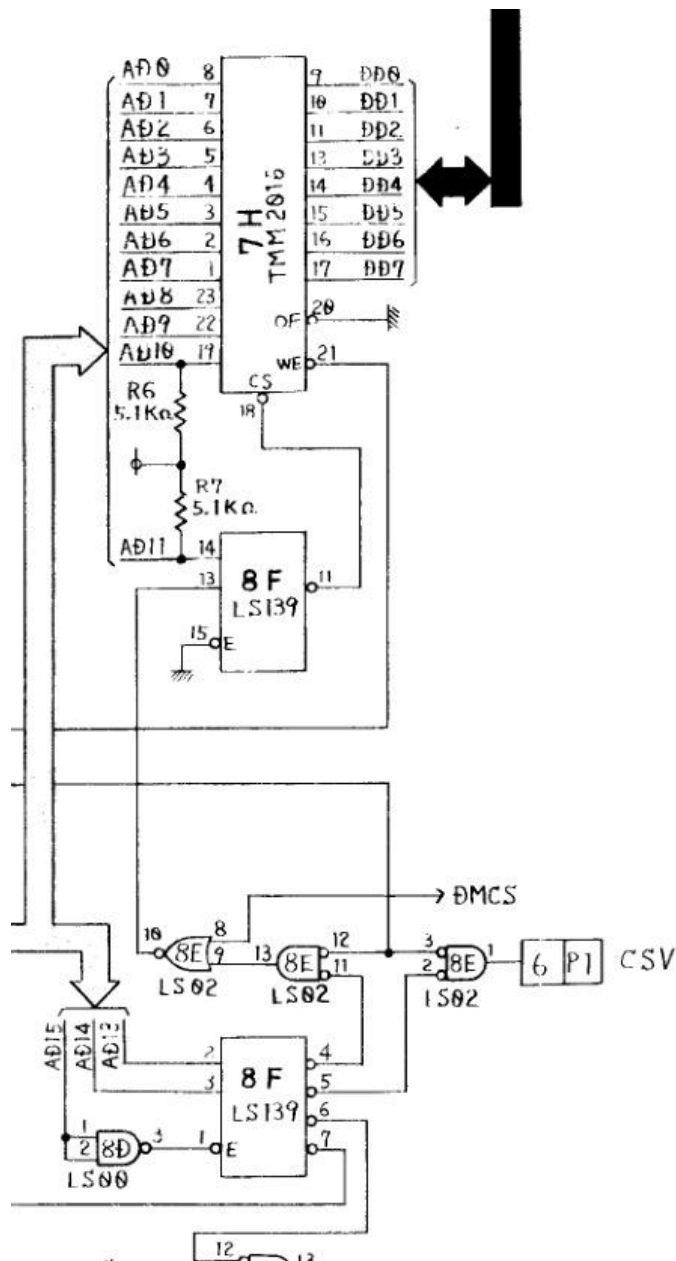 AD0 8 9 DD0
AD1 7 10 DD1
AD2 6 11 DD2
AD3 5 13 DD3
AD4 4 14 DD4
AD5 3 15 DD5
AD6 2 16 DD6
AD7 1 17 DD7
AD8 23
7H
TMM2016
OE 20
AD9 22
AD10 19
WE 21
CS
18
R6
5.1KΩ
R7
5.1KΩ
AD11 14
13
8F
LS139
11
15 E
DMCS
10 8E 8
9
LS02
13 8E 12
11
LS02
3
2
8E 1
LS02
6 P1 CSV
AD15
AD14
AD13
2
3
8F
LS139
4
5
6
7
1
2
8D 3
LS00
1 E
12
13